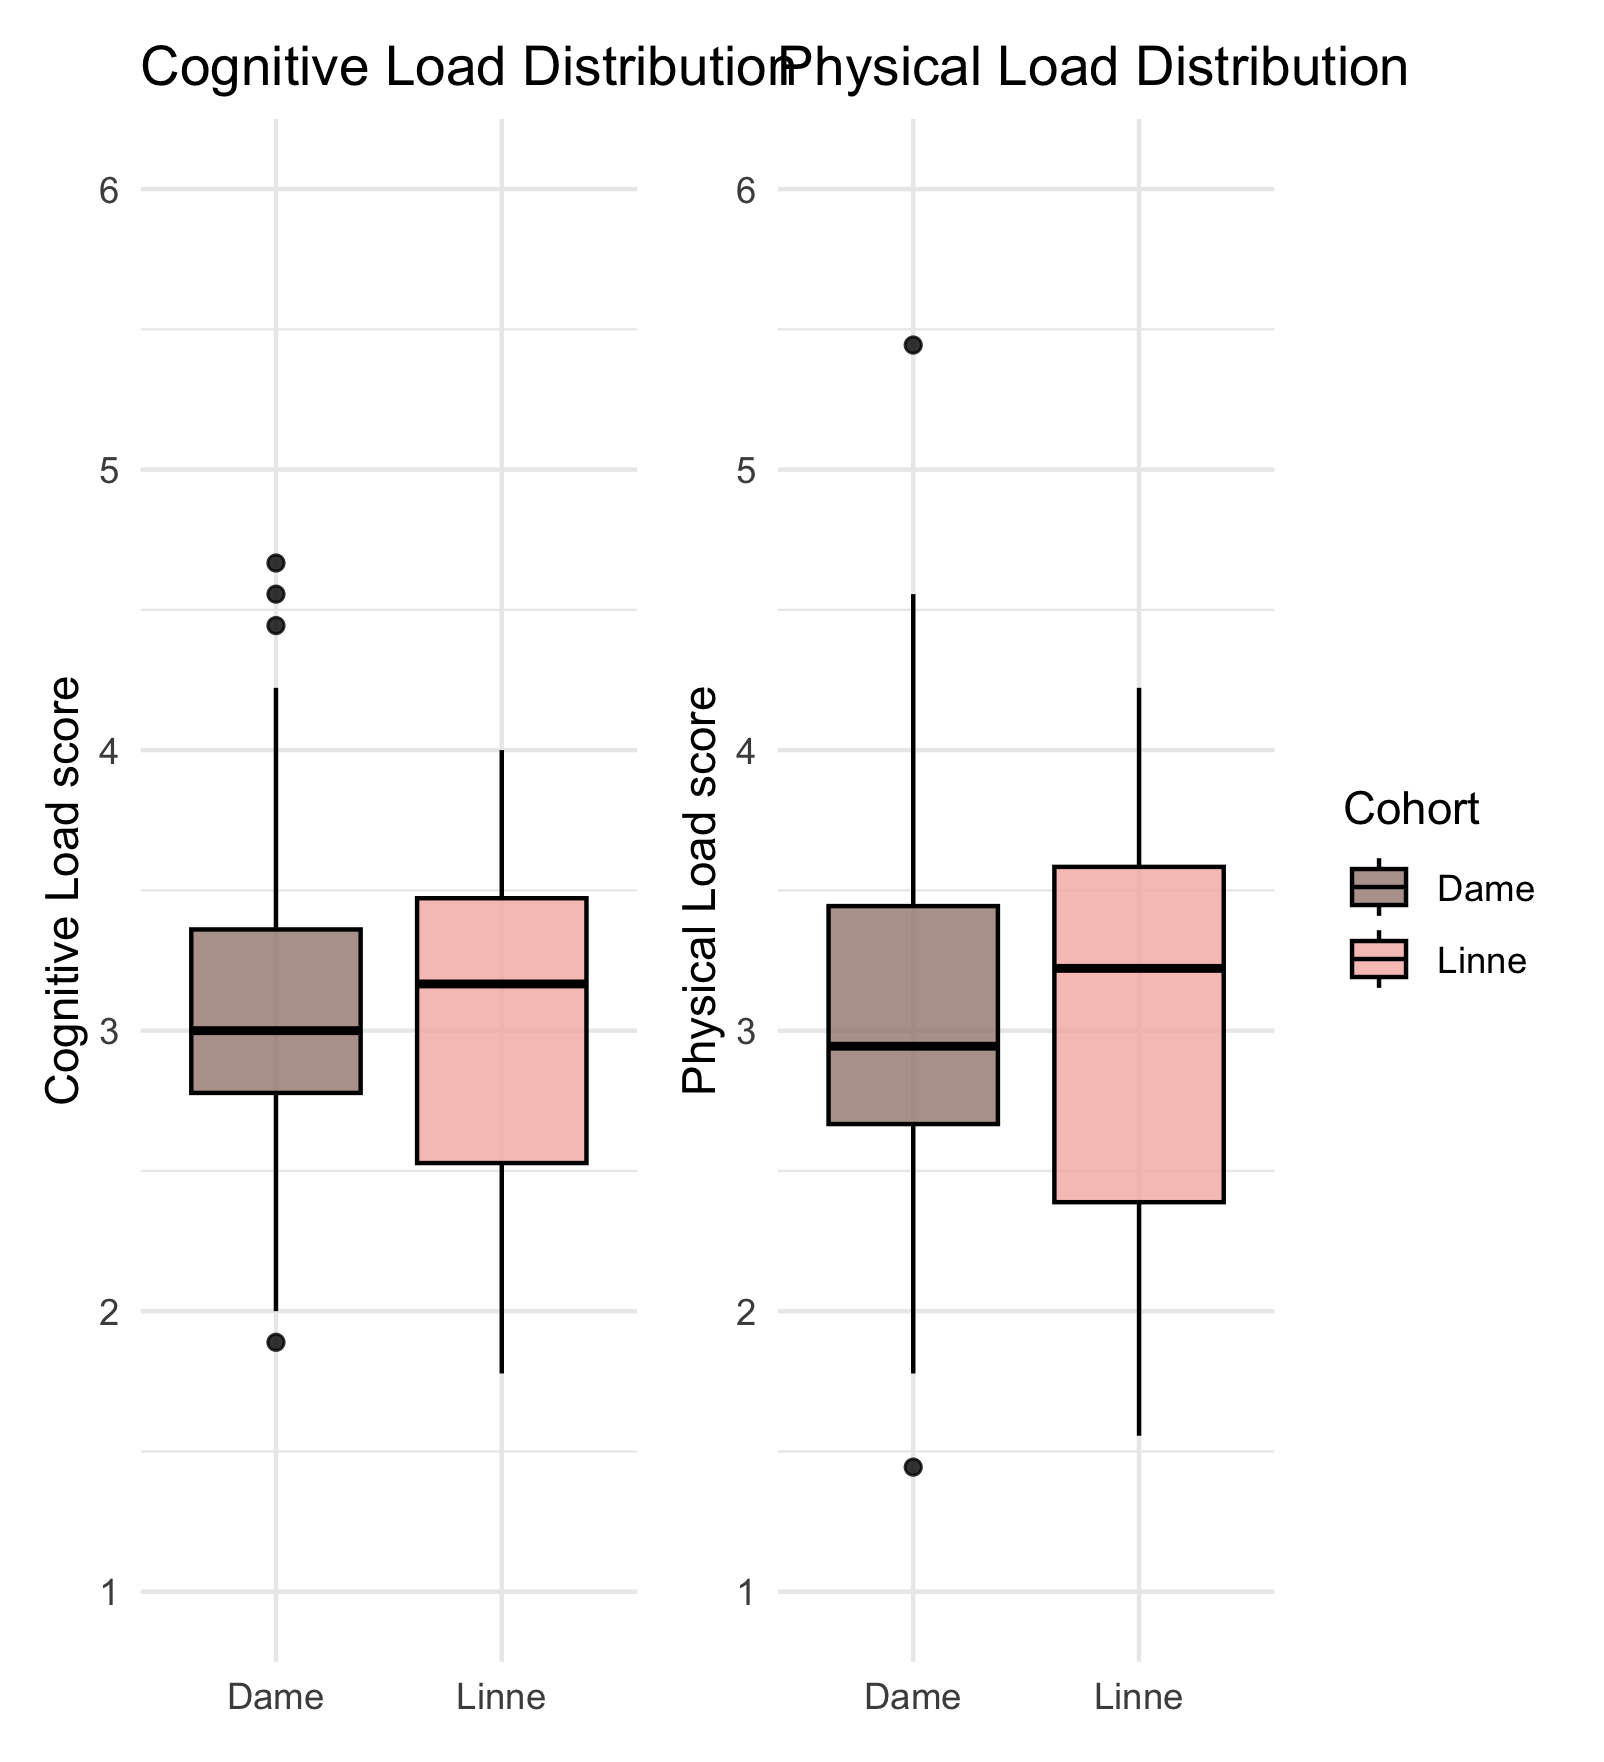 Cognitive Load Distribution
Physical Load Distribution
Cognitive Load score
6
5
4
3
2
1
Dame
Linne
Physical Load score
6
5
4
3
2
1
Dame
Linne
Cohort
Dame
Linne